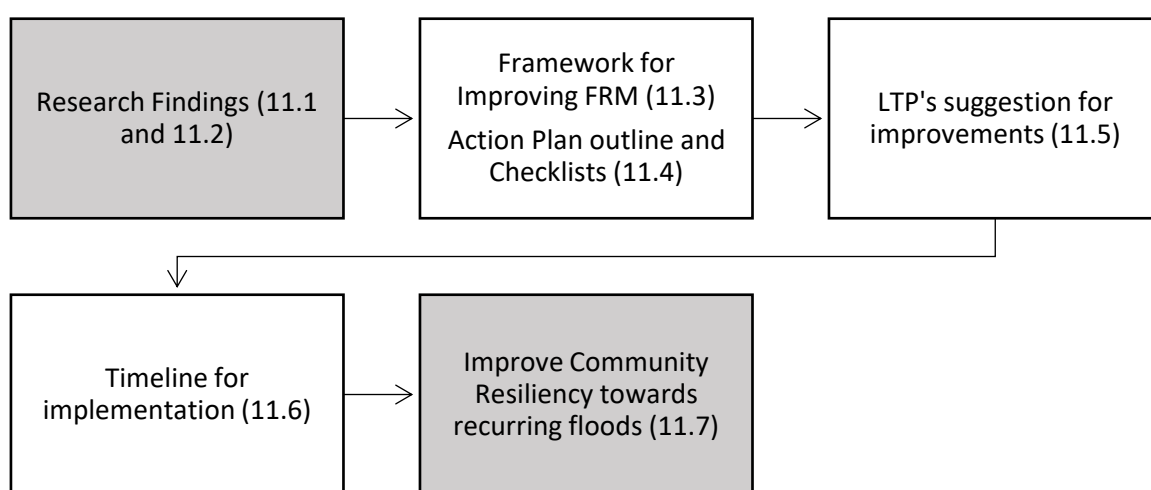 Research Findings (11.1
and 11.2)
Framework for
Improving FRM (11.3)
Action Plan outline and
Checklists (11.4)
LTP's suggestion for
improvements (11.5)
Timeline for
implementation (11.6)
Improve Community
Resiliency towards
recurring floods (11.7)